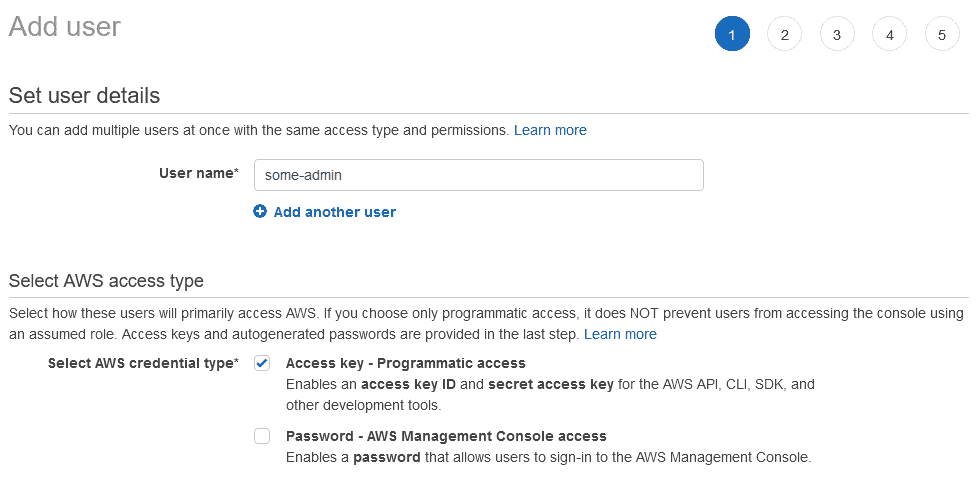 Add user
1 2 3 4 5
Set user details
You can add multiple users at once with the same access type and permissions. Learn more
User name* some-admin
Add another user
Select AWS access type
Select how these users will primarily access AWS. If you choose only programmatic access, it does NOT prevent users from accessing the console using
an assumed role. Access keys and autogenerated passwords are provided in the last step. Learn more
Select AWS credential type* Access key - Programmatic access
Enables an access key ID and secret access key for the AWS API, CLI, SDK, and
other development tools.
Password - AWS Management Console access
Enables a password that allows users to sign-in to the AWS Management Console.